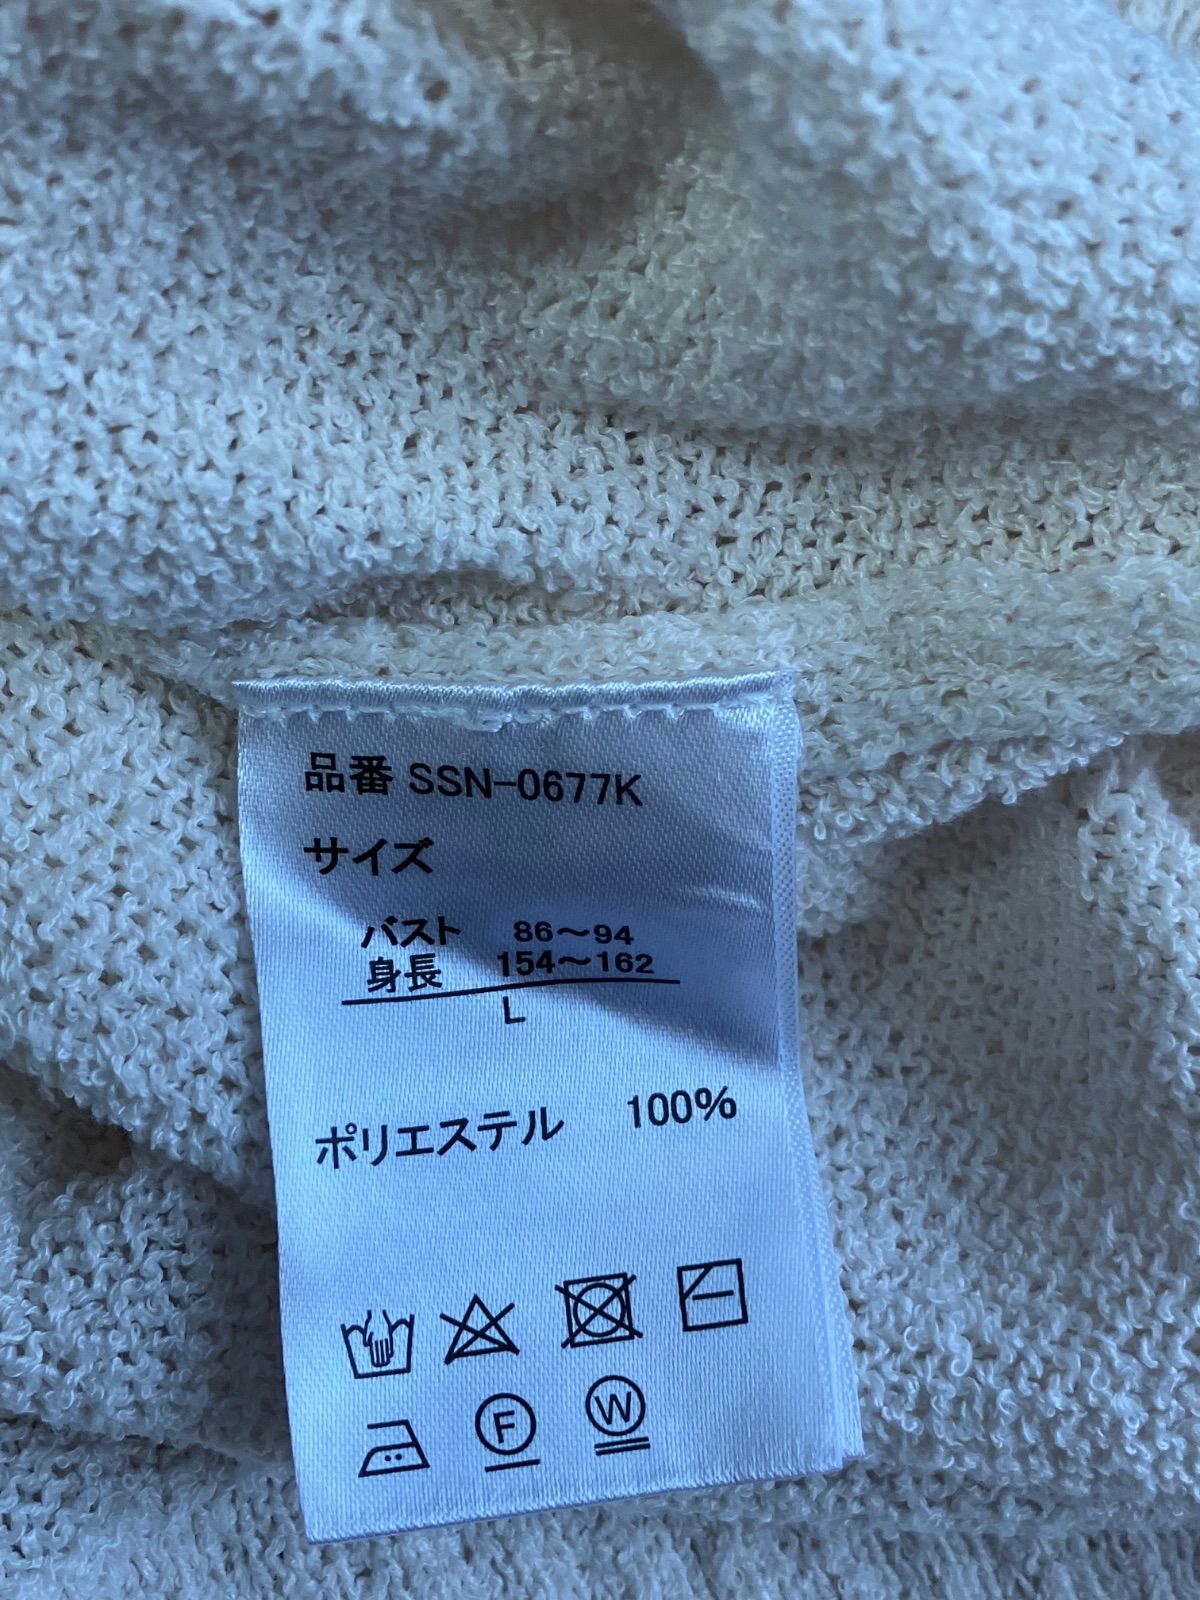 品番 SSN-0677K
サイズ
バスト 86～94
身長 154～162
L
ポリエステル 100%
F
W